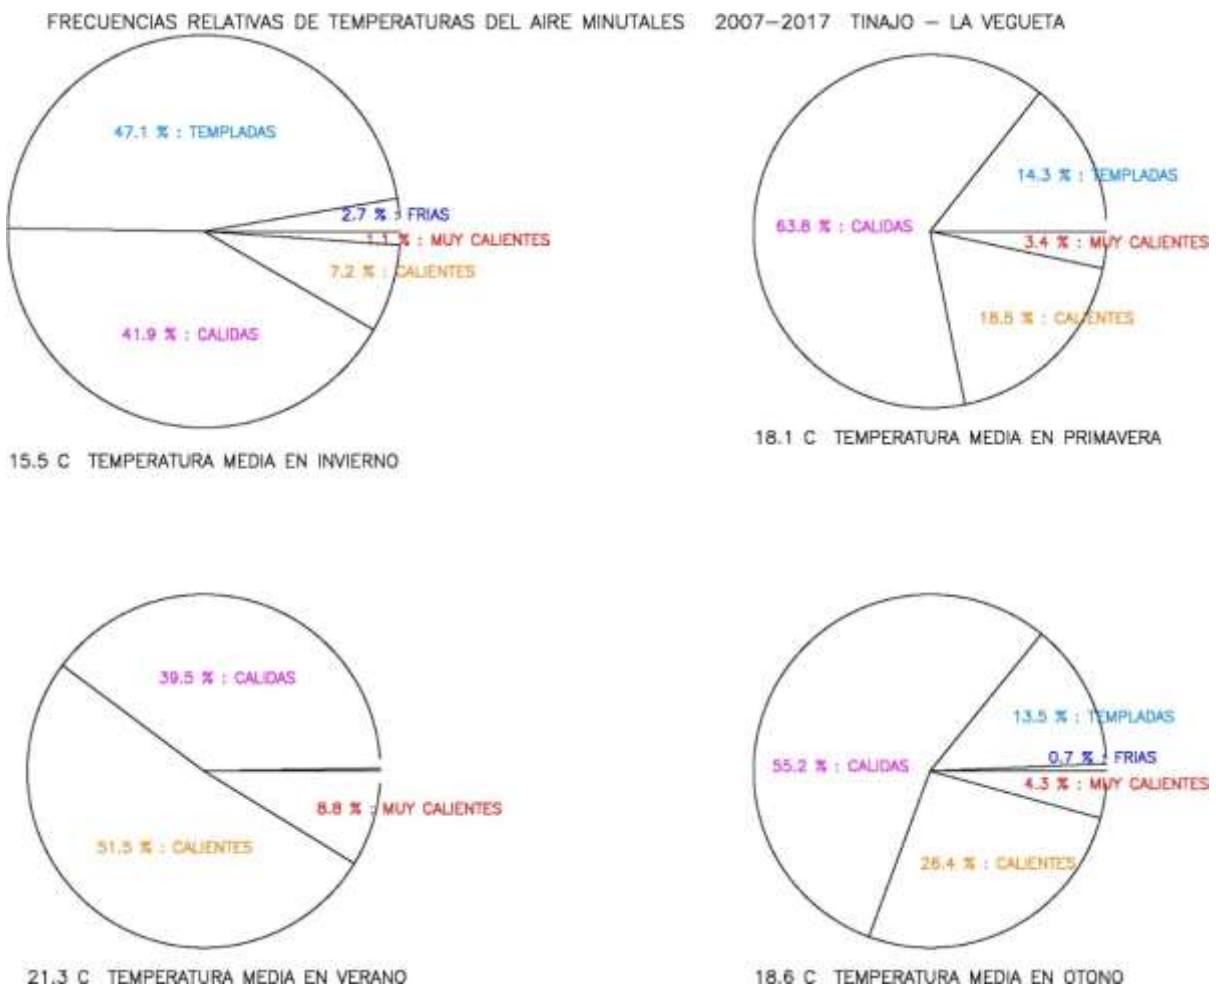 FRECUENCIAS RELATIVAS DE TEMPERATURAS DEL AIRE MINUTALES 2007-2017 TINAJO - LA VEGUETA
47.1 % : TEMPLADAS
2.7 % : FRIAS
1.1 % : MUY CALIENTES
7.2 % : CALIENTES
41.9 % : CALIDAS
15.5 C TEMPERATURA MEDIA EN INVIERNO
14.3 % : TEMPLADAS
63.8 % : CALIDAS
3.4 % : MUY CALIENTES
18.5 % : CALIENTES
18.1 C TEMPERATURA MEDIA EN PRIMAVERA
39.5 % : CALIDAS
8.8 % : MUY CALIENTES
51.5 % : CALIENTES
21.3 C TEMPERATURA MEDIA EN VERANO
13.5 % : TEMPLADAS
0.7 % : FRIAS
55.2 % : CALIDAS
4.3 % : MUY CALIENTES
26.4 % : CALIENTES
18.6 C TEMPERATURA MEDIA EN OTONO